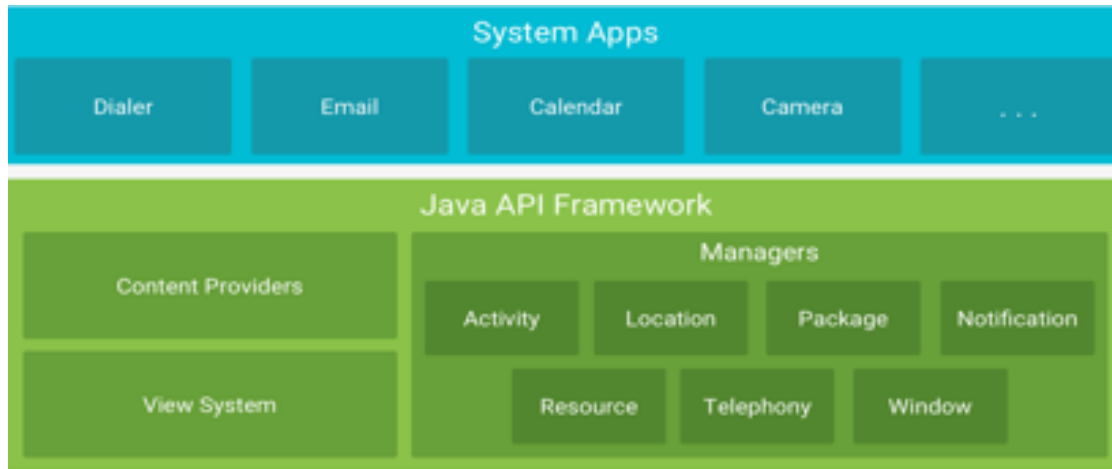 System Apps
Dialer Email Calendar Camera . . .
Java API Framework
Content Providers
View System
Managers
Activity Location Package Notification
Resource Telephony Window